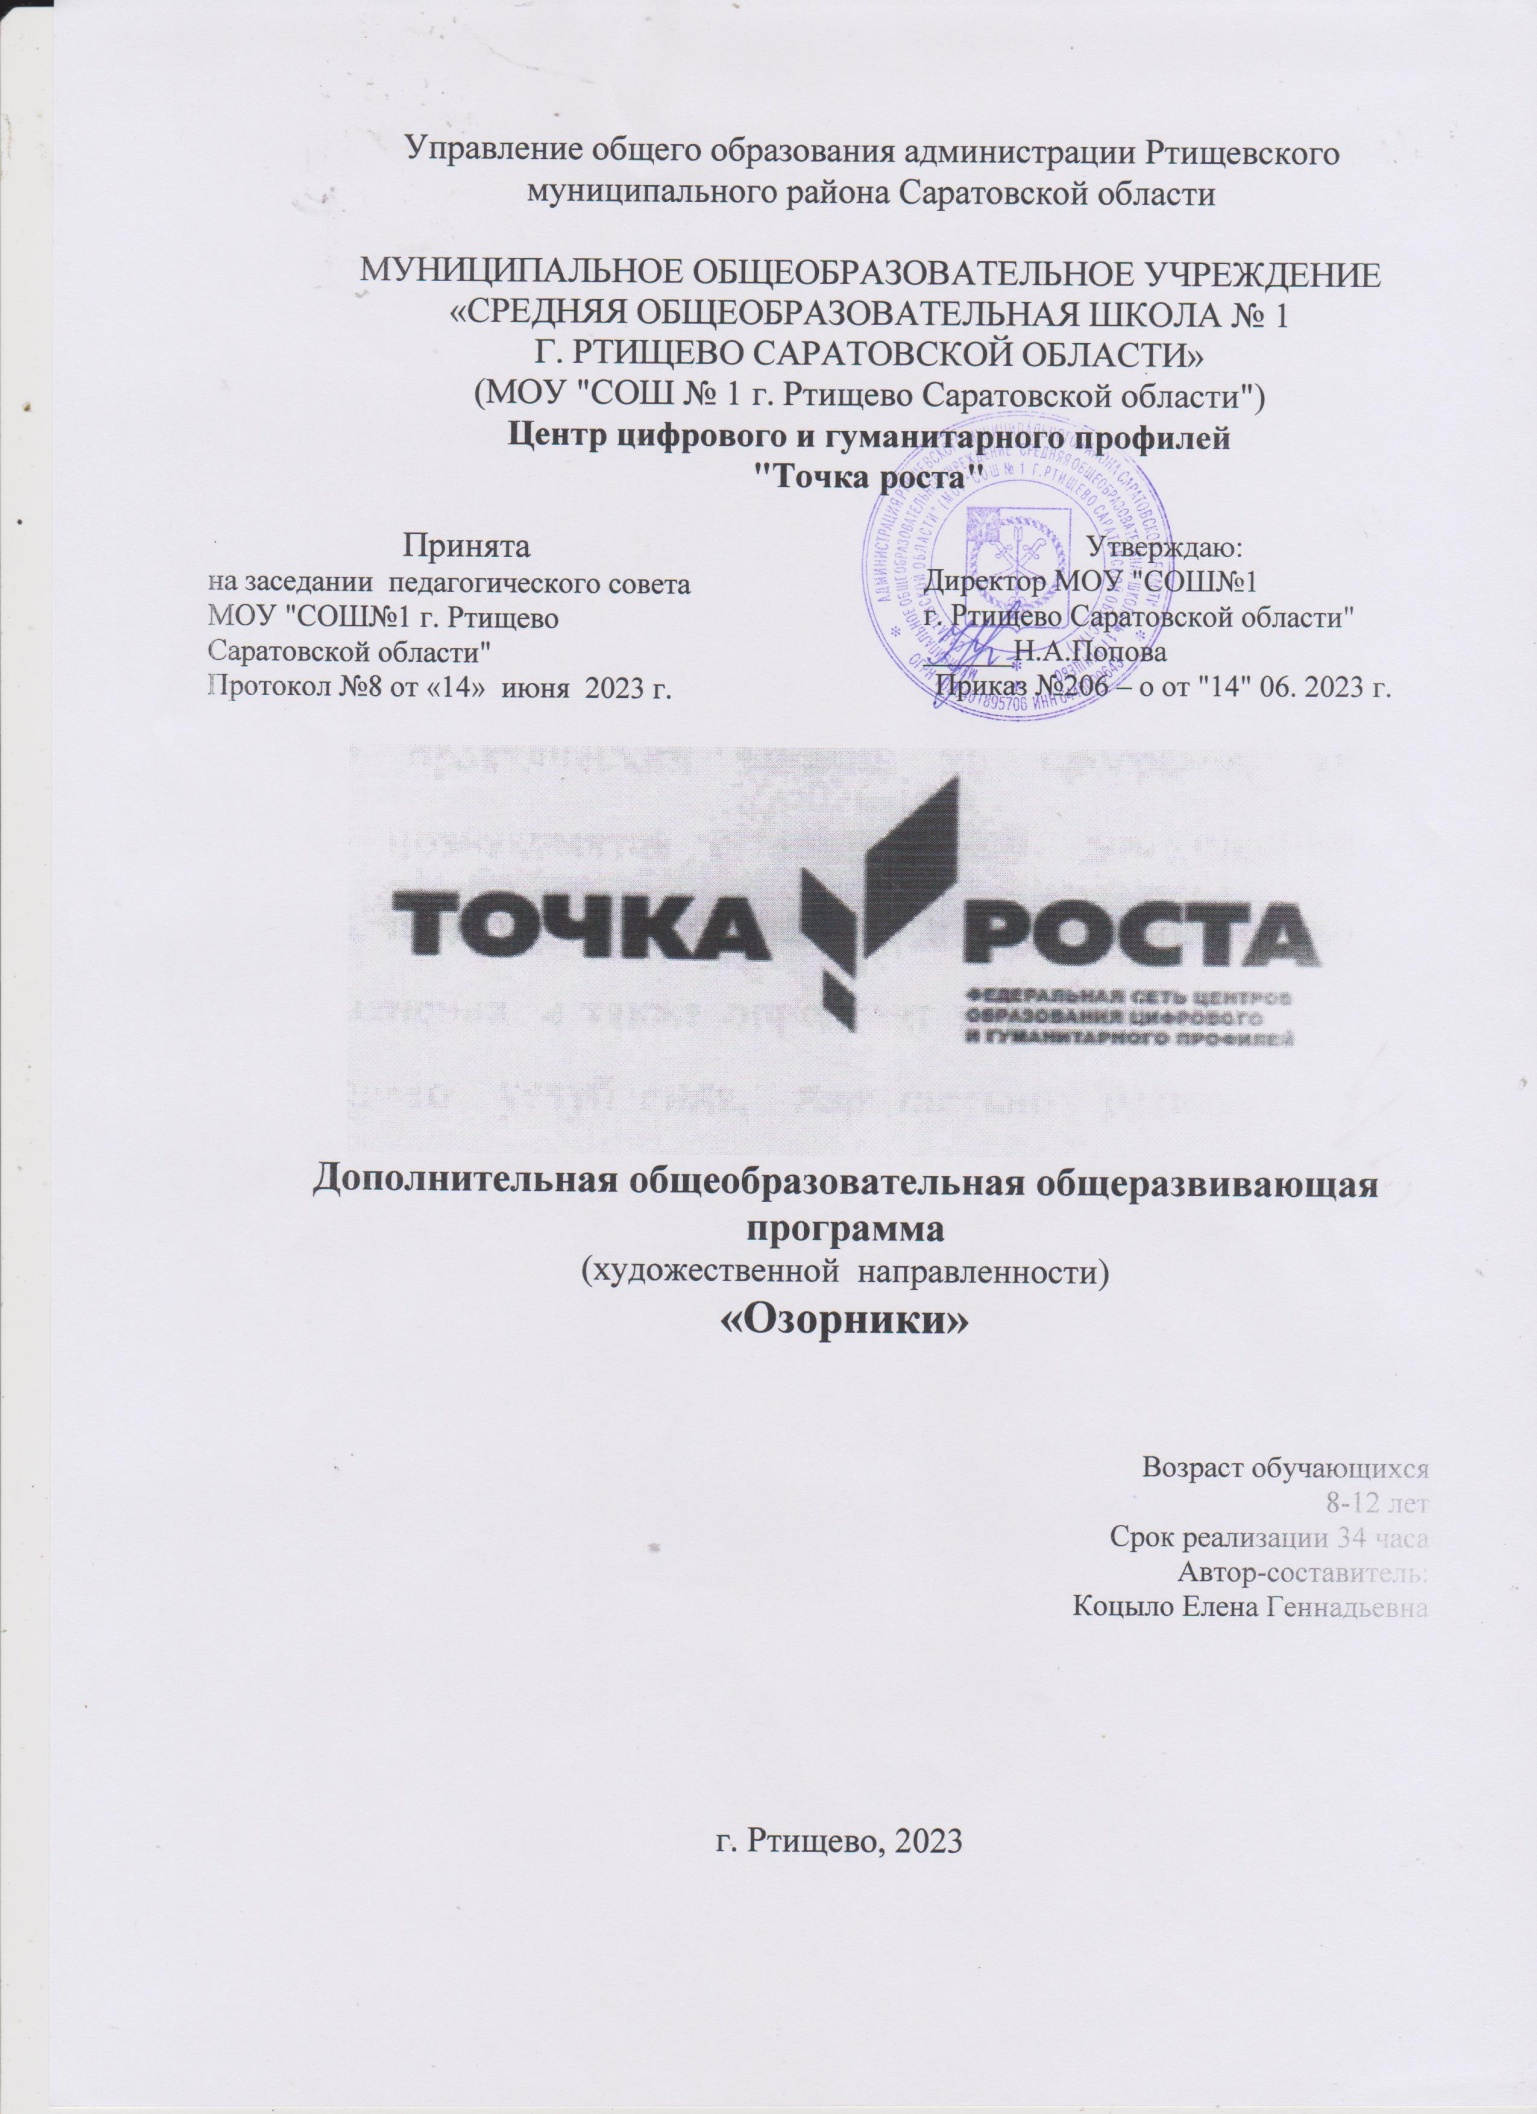 Управление общего образования администрации Ртищевского
муниципального района Саратовской области
МУНИЦИПАЛЬНОЕ ОБЩЕОБРАЗОВАТЕЛЬНОЕ УЧРЕЖДЕНИЕ
«СРЕДНЯЯ ОБЩЕОБРАЗОВАТЕЛЬНАЯ ШКОЛА № 1
Г. РТИЩЕВО САРАТОВСКОЙ ОБЛАСТИ»
(МОУ "СОШ № 1 г. Ртищево Саратовской области")
Центр цифрового и гуманитарного профилей
"Точка роста"
Принята
на заседании педагогического совета
МОУ "СОШ№1 г. Ртищево
Саратовской области"
Протокол №8 от «14» июня 2023 г.
Утверждаю:
Директор МОУ "СОШ№1
г. Ртищево Саратовской области"
______Н.А.Попова
Приказ №206 – о от "14" 06. 2023 г.
ТОЧКА РОСТА
ФЕДЕРАЛЬНАЯ СЕТЬ ЦЕНТРОВ
ОБРАЗОВАНИЯ ЦИФРОВОГО
И ГУМАНИТАРНОГО ПРОФИЛЕЙ
Дополнительная общеобразовательная общеразвивающая
программа
(художественной направленности)
«Озорники»
Возраст обучающихся
8-12 лет
Срок реализации 34 часа
Автор-составитель:
Коцыло Елена Геннадьевна
г. Ртищево, 2023